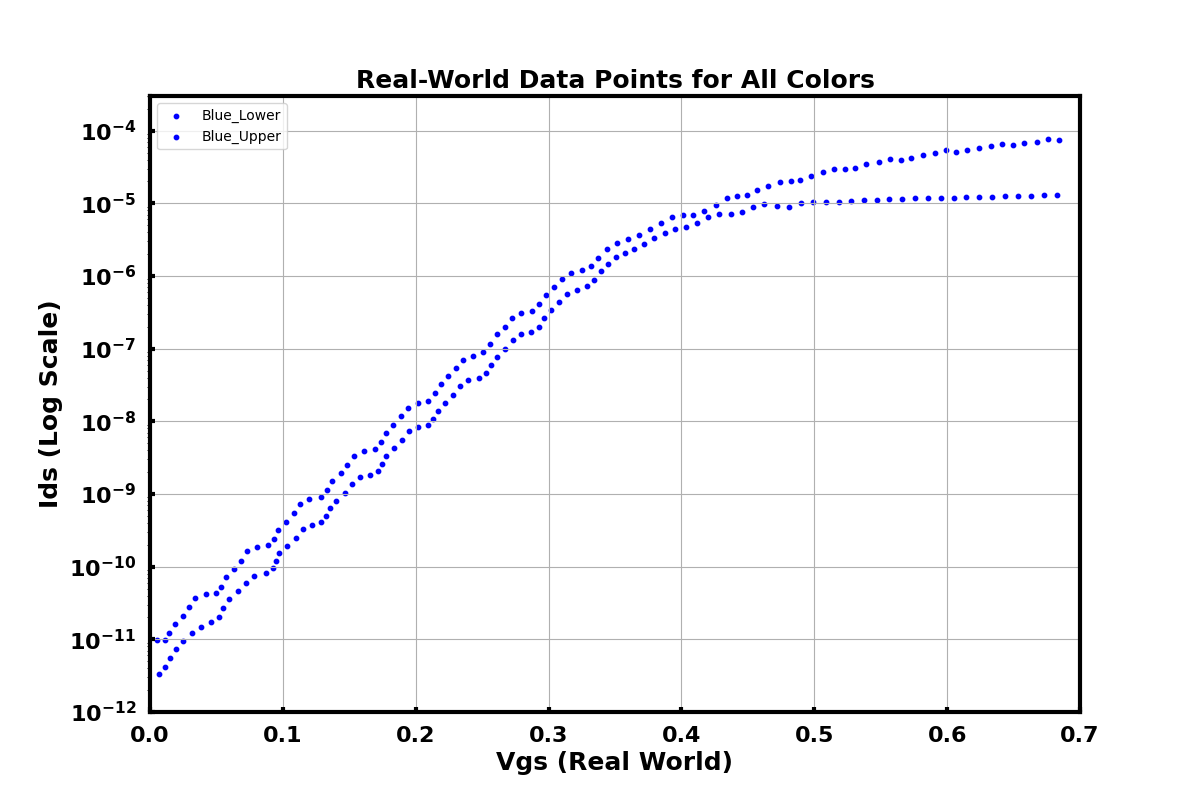 Real-World Data Points for All Colors
Blue_Lower
Blue_Upper
Ids (Log Scale)
10⁻⁴
10⁻⁵
10⁻⁶
10⁻⁷
10⁻⁸
10⁻⁹
10⁻¹⁰
10⁻¹¹
10⁻¹²
0.0 0.1 0.2 0.3 0.4 0.5 0.6 0.7
Vgs (Real World)